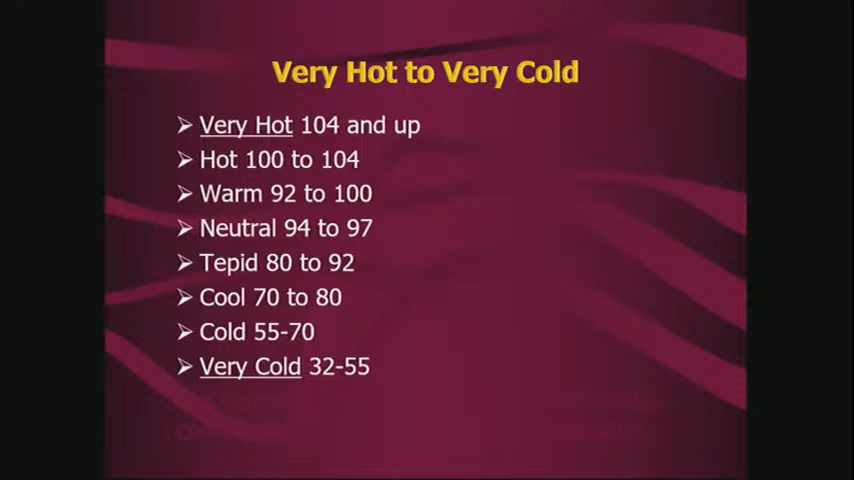 Very Hot to Very Cold
➢ Very Hot 104 and up
➢ Hot 100 to 104
➢ Warm 92 to 100
➢ Neutral 94 to 97
➢ Tepid 80 to 92
➢ Cool 70 to 80
➢ Cold 55-70
➢ Very Cold 32-55